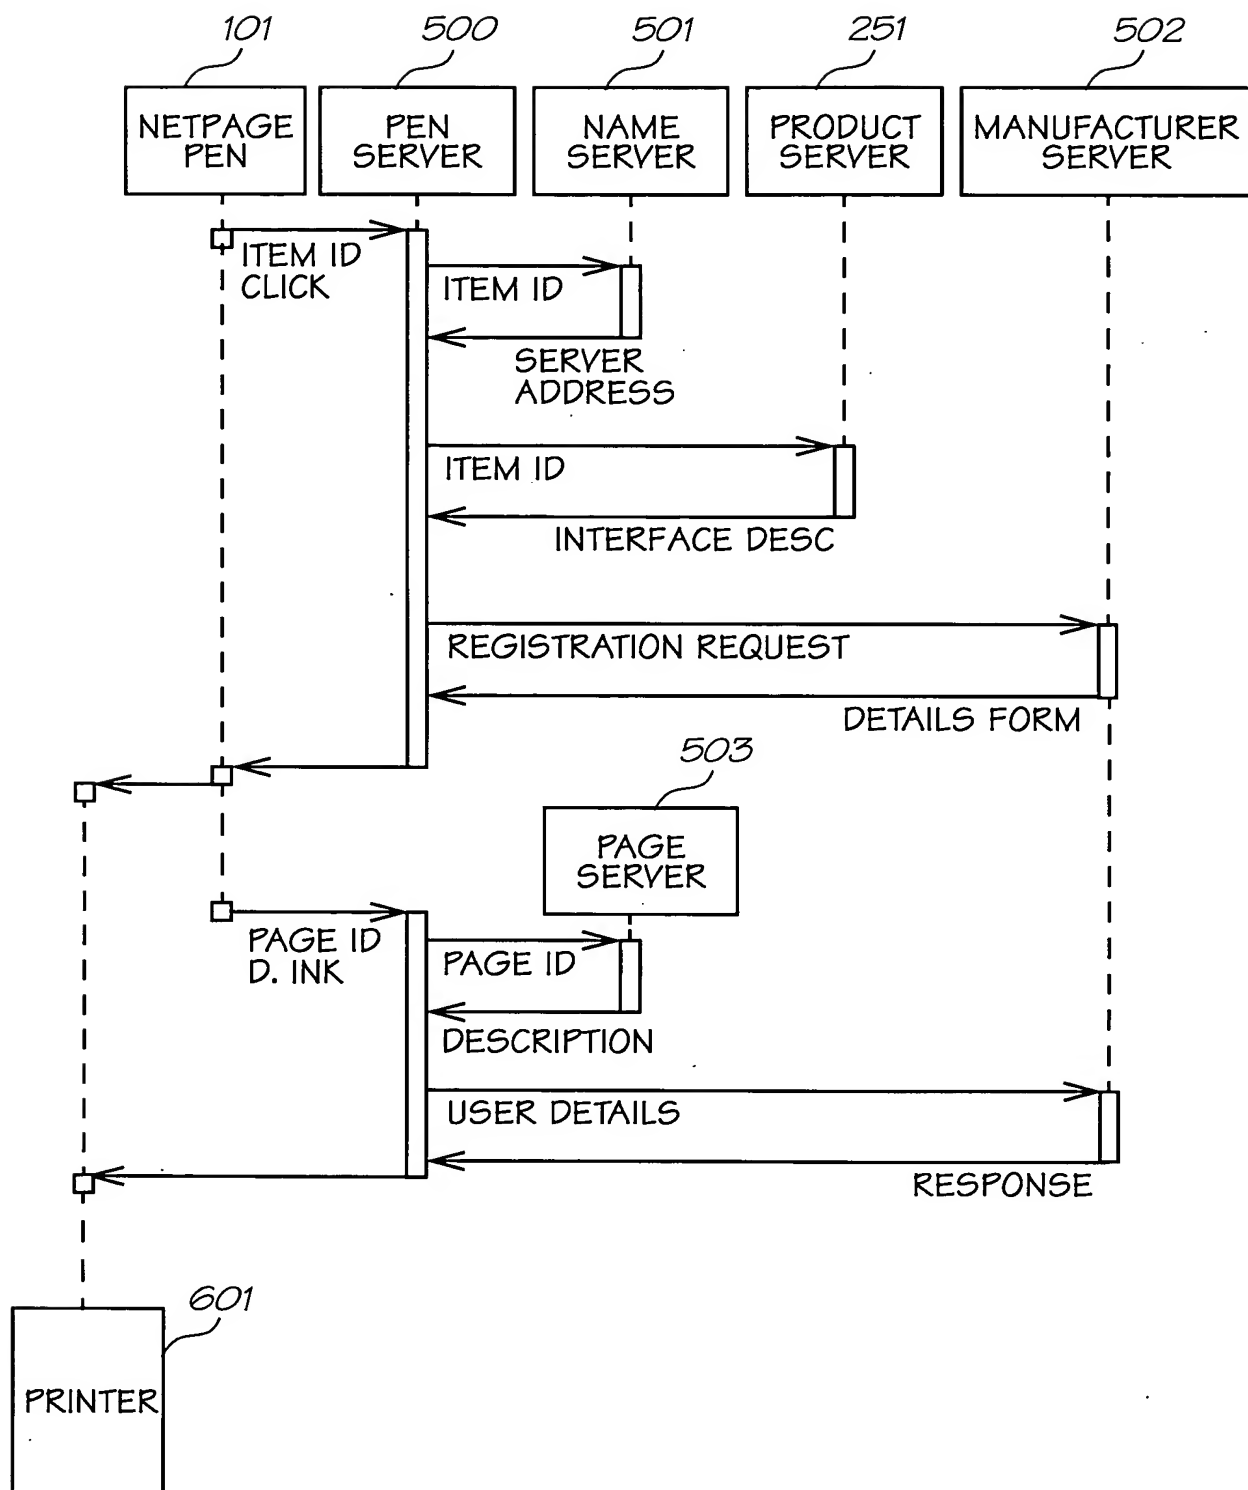 101
500
501
251
502
NETPAGE
PEN
PEN
SERVER
NAME
SERVER
PRODUCT
SERVER
MANUFACTURER
SERVER
ITEM ID
CLICK
ITEM ID
SERVER
ADDRESS
ITEM ID
INTERFACE DESC
REGISTRATION REQUEST
DETAILS FORM
503
PAGE
SERVER
PAGE ID
D. INK
PAGE ID
DESCRIPTION
USER DETAILS
RESPONSE
601
PRINTER